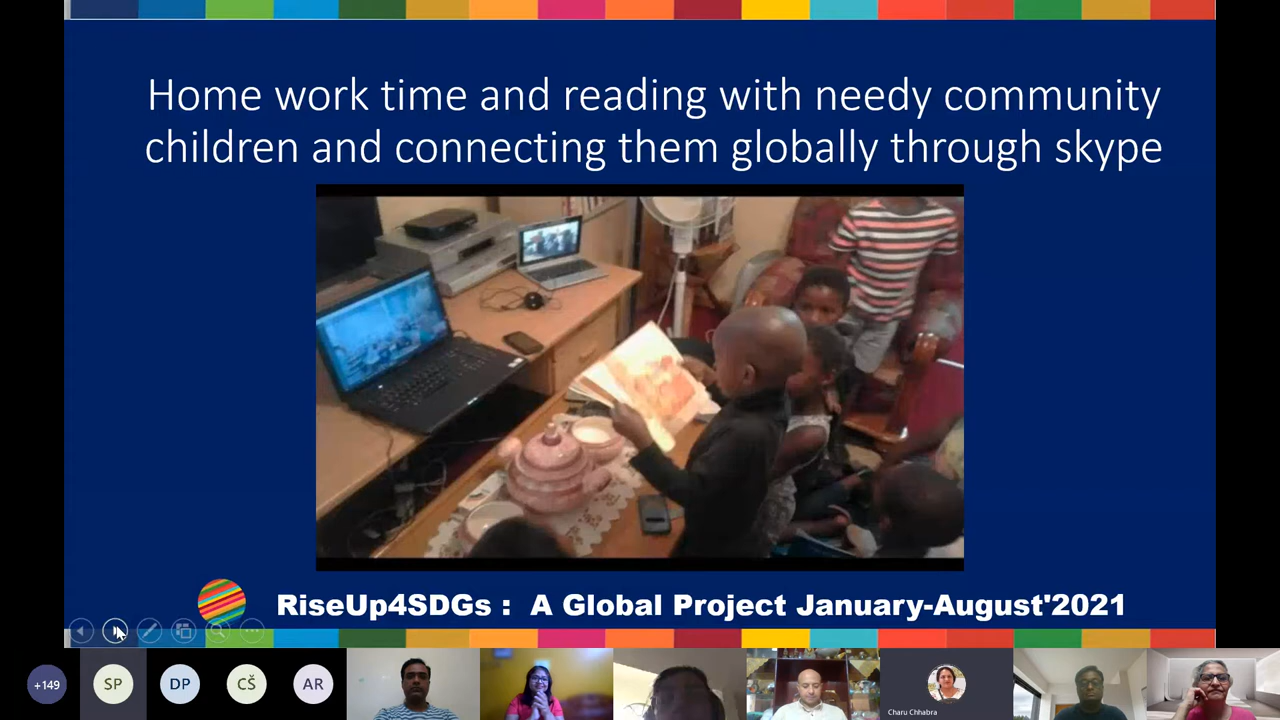 Home work time and reading with needy community
children and connecting them globally through skype
RiseUp4SDGs : A Global Project January-August'2021
+149
SP
DP
CŠ
AR
Charu Chhabra